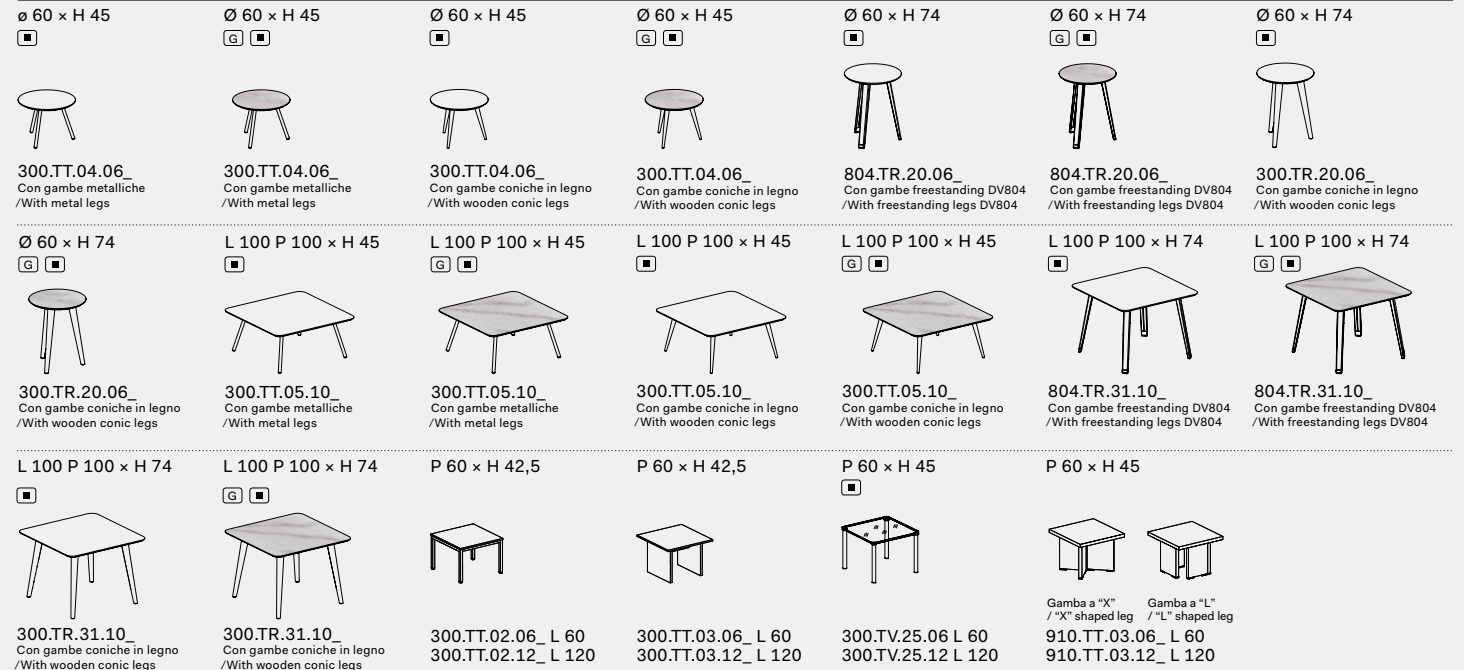 ø 60 × H 45
300.TT.04.06_
Con gambe metalliche
/With metal legs
Ø 60 × H 45
G
300.TT.04.06_
Con gambe metalliche
/With metal legs
Ø 60 × H 45
300.TT.04.06_
Con gambe coniche in legno
/With wooden conic legs
Ø 60 × H 45
G
300.TT.04.06_
Con gambe coniche in legno
/With wooden conic legs
Ø 60 × H 74
804.TR.20.06_
Con gambe freestanding DV804
/With freestanding legs DV804
Ø 60 × H 74
G
804.TR.20.06_
Con gambe freestanding DV804
/With freestanding legs DV804
Ø 60 × H 74
300.TR.20.06_
Con gambe coniche in legno
/With wooden conic legs
Ø 60 × H 74
G
300.TR.20.06_
Con gambe coniche in legno
/With wooden conic legs
L 100 P 100 × H 45
300.TT.05.10_
Con gambe metalliche
/With metal legs
L 100 P 100 × H 45
G
300.TT.05.10_
Con gambe metalliche
/With metal legs
L 100 P 100 × H 45
300.TT.05.10_
Con gambe coniche in legno
/With wooden conic legs
L 100 P 100 × H 45
G
300.TT.05.10_
Con gambe coniche in legno
/With wooden conic legs
L 100 P 100 × H 74
804.TR.31.10_
Con gambe freestanding DV804
/With freestanding legs DV804
L 100 P 100 × H 74
G
804.TR.31.10_
Con gambe freestanding DV804
/With freestanding legs DV804
L 100 P 100 × H 74
300.TR.31.10_
Con gambe coniche in legno
/With wooden conic legs
L 100 P 100 × H 74
G
300.TR.31.10_
Con gambe coniche in legno
/With wooden conic legs
P 60 × H 42,5
300.TT.02.06_ L 60
300.TT.02.12_ L 120
P 60 × H 42,5
300.TT.03.06_ L 60
300.TT.03.12_ L 120
P 60 × H 45
300.TV.25.06 L 60
300.TV.25.12 L 120
P 60 × H 45
Gamba a “X”
/ “X” shaped leg
Gamba a “L”
/ “L” shaped leg
910.TT.03.06_ L 60
910.TT.03.12_ L 120